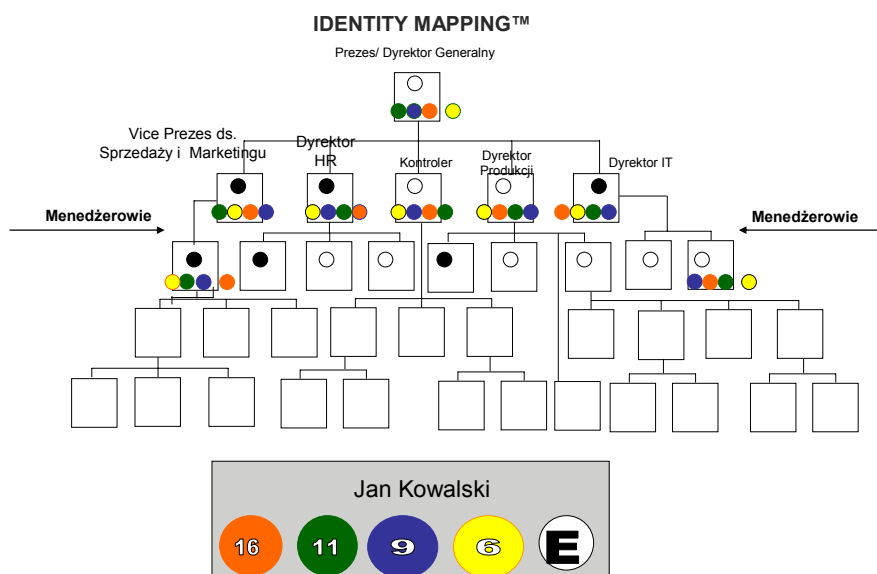 IDENTITY MAPPING™
Prezes/ Dyrektor Generalny
Vice Prezes ds.
Sprzedaży i Marketingu
Dyrektor
HR
Kontroler
Dyrektor
Produkcji
Dyrektor IT
Menedżerowie
Menedżerowie
Jan Kowalski
16 11 9 6 E